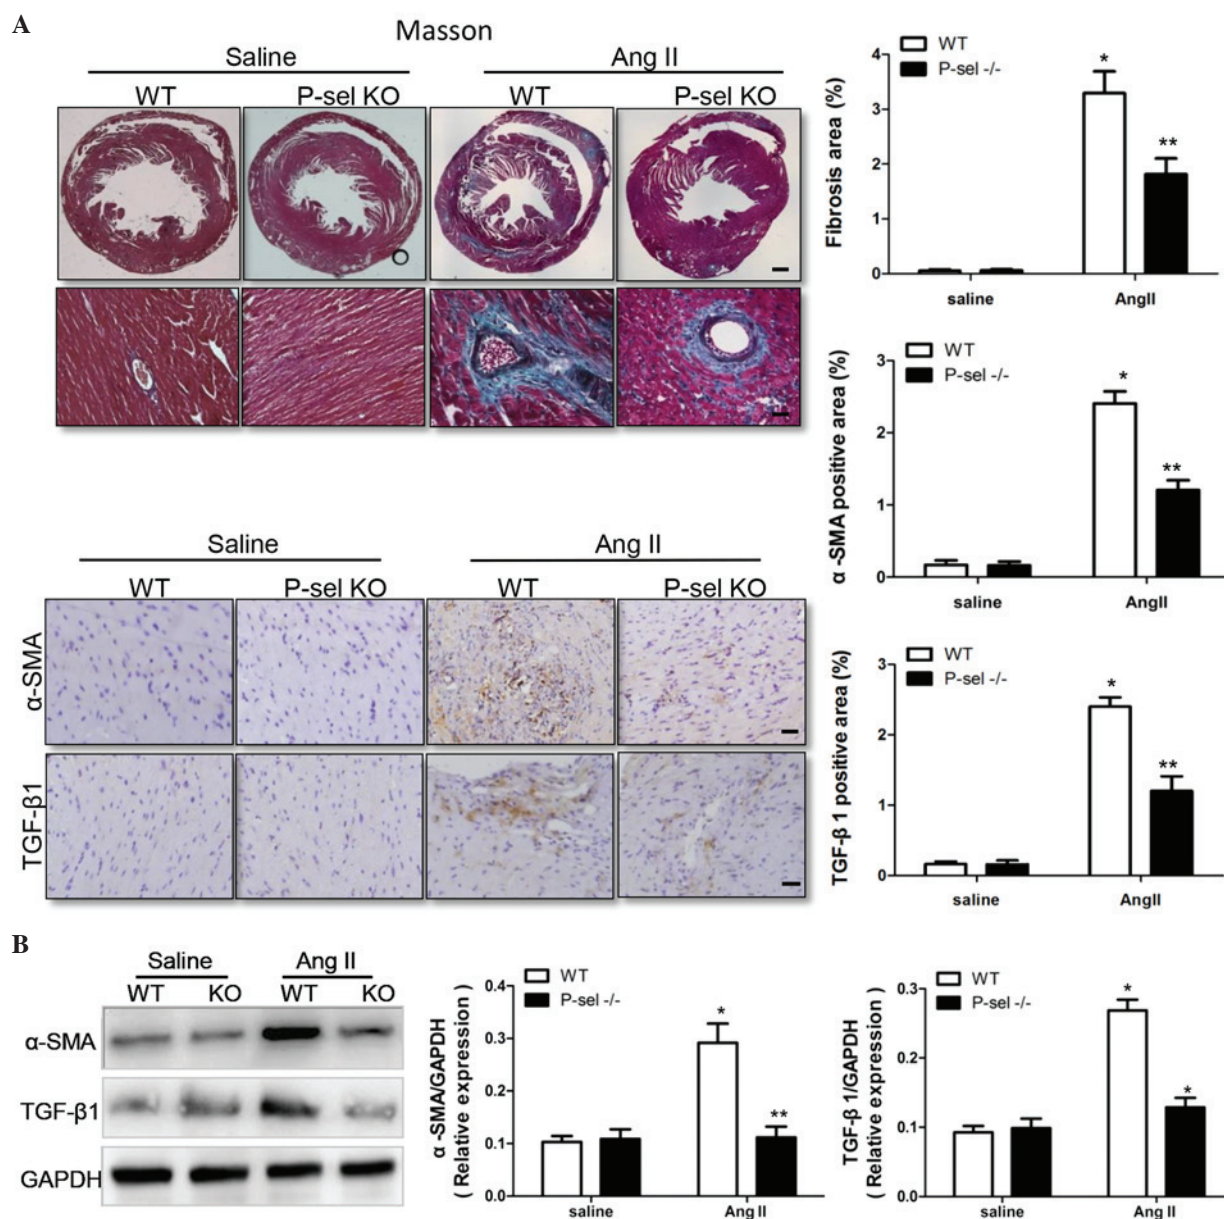 A
Masson
Saline Ang II
WT P-sel KO WT P-sel KO
WT
P-sel -/-
Fibrosis area (%)
4
3
2
1
0
*
**
saline AngII
WT
P-sel -/-
α -SMA positive area (%)
3
2
1
0
*
**
saline AngII
Saline Ang II
WT P-sel KO WT P-sel KO
α-SMA
TGF-β1
WT
P-sel -/-
TGF-β 1 positive area (%)
3
2
1
0
*
**
saline AngII
B
Saline Ang II
WT KO WT KO
α-SMA
TGF-β1
GAPDH
WT
P-sel -/-
α -SMA/GAPDH
( Relative expression )
0.4
0.3
0.2
0.1
0.0
*
**
saline Ang II
WT
P-sel -/-
TGF-β 1/GAPDH
( Relative expression )
0.3
0.2
0.1
0.0
*
*
saline Ang II